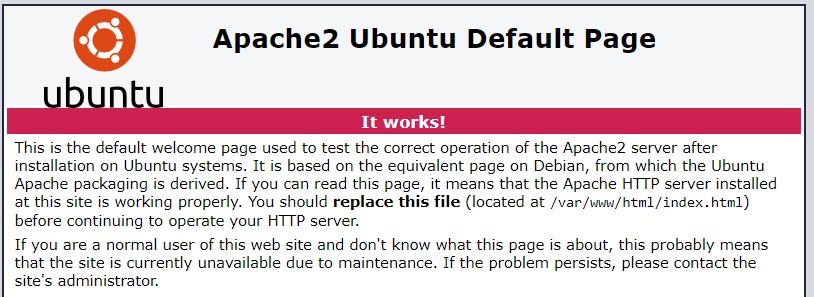 Apache2 Ubuntu Default Page
ubuntu
It works!
This is the default welcome page used to test the correct operation of the Apache2 server after
installation on Ubuntu systems. It is based on the equivalent page on Debian, from which the Ubuntu
Apache packaging is derived. If you can read this page, it means that the Apache HTTP server installed
at this site is working properly. You should replace this file (located at /var/www/html/index.html)
before continuing to operate your HTTP server.
If you are a normal user of this web site and don't know what this page is about, this probably means
that the site is currently unavailable due to maintenance. If the problem persists, please contact the
site's administrator.